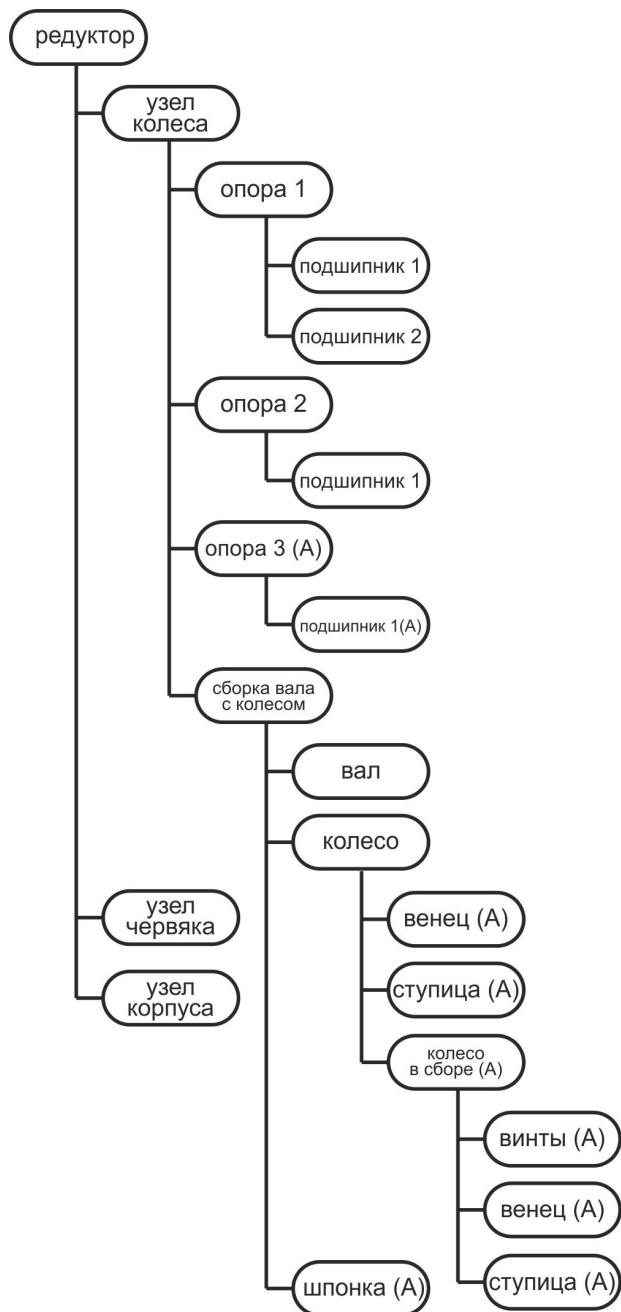 редуктор
узел
колеса
опора 1
подшипник 1
подшипник 2
опора 2
подшипник 1
опора 3 (А)
подшипник 1(А)
сборка вала
с колесом
вал
колесо
узел
червяка
венец (А)
ступица (А)
узел
корпуса
колесо
в сборе (А)
винты (А)
венец (А)
ступица (А)
шпонка (А)